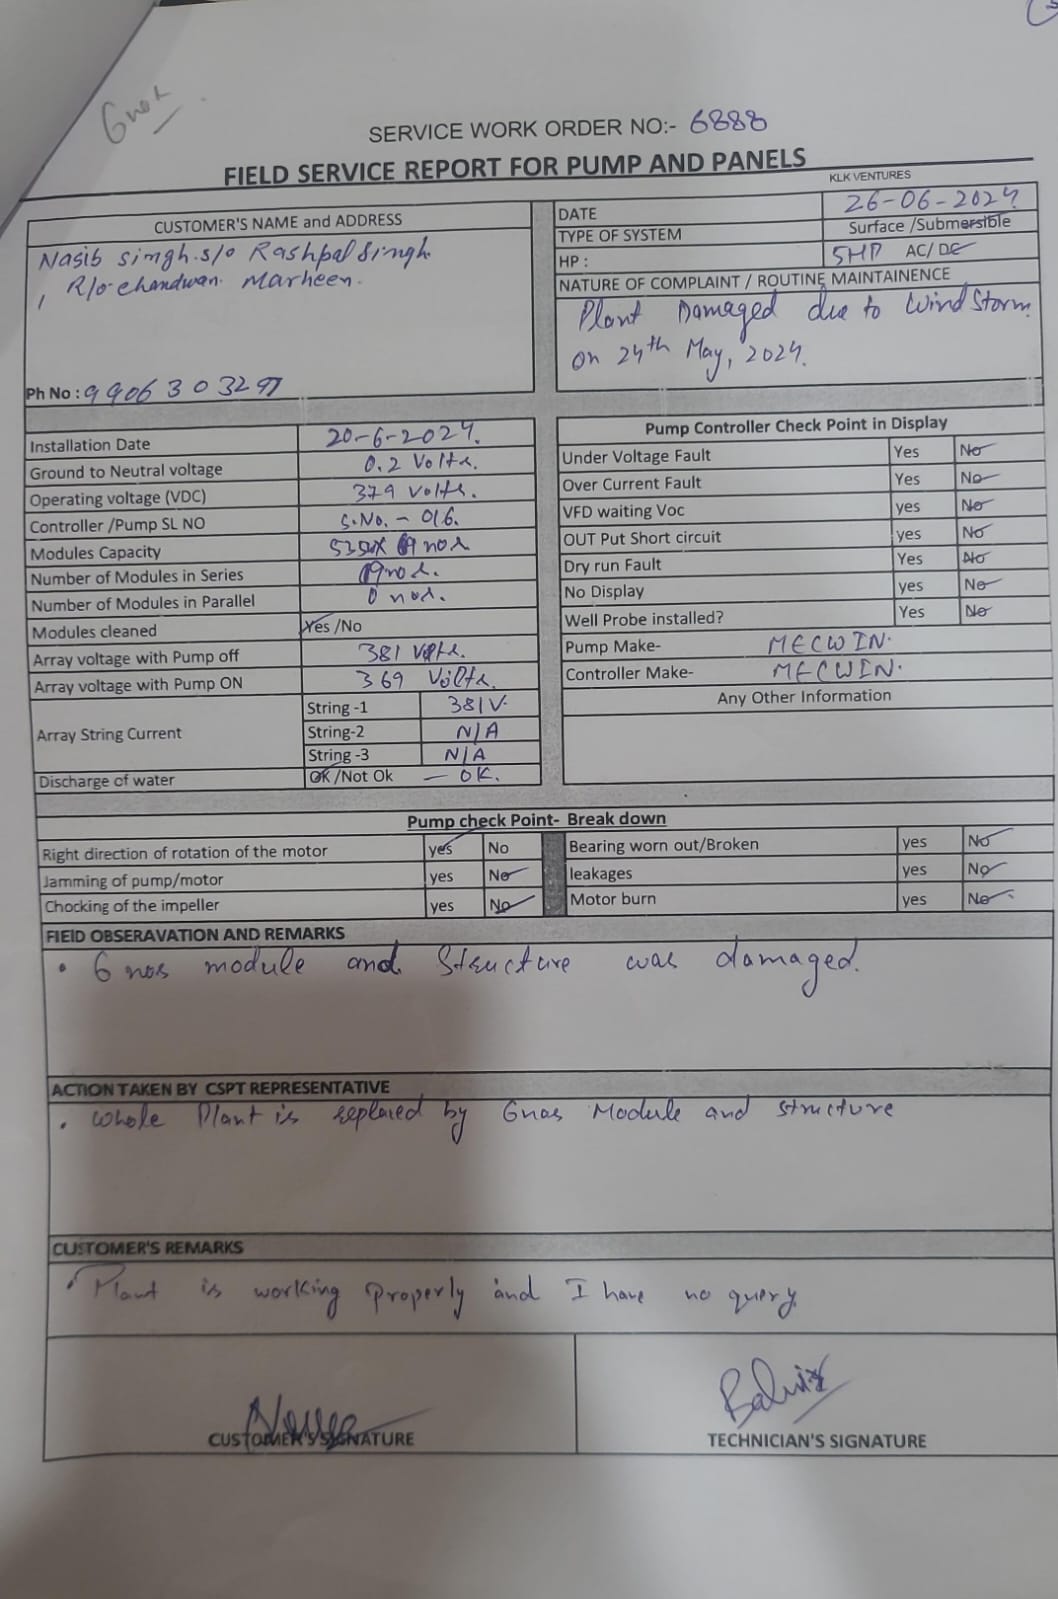 6nox
SERVICE WORK ORDER NO:- 6888
FIELD SERVICE REPORT FOR PUMP AND PANELS
KLK VENTURES
CUSTOMER'S NAME and ADDRESS
Nasib singh. s/o Rashpal Singh
, R/o- chandwan. Marheen.
Ph No : 9906303297
DATE 26-06-2024
TYPE OF SYSTEM Surface /Submersible
HP : 5HP AC/ DC
NATURE OF COMPLAINT / ROUTINE MAINTAINENCE
Plant Damaged due to Wind Storm
on 24th May, 2024.
Installation Date 20-6-2024.
Ground to Neutral voltage 0.2 Volts.
Operating voltage (VDC) 379 volts.
Controller /Pump SL NO S.No. - 016.
Modules Capacity
Number of Modules in Series
Number of Modules in Parallel 0 nos.
Modules cleaned Yes /No
Array voltage with Pump off 381 Volts.
Array voltage with Pump ON 369 Volts.
Array String Current
String -1 381V.
String-2 N/A
String -3 N/A
Discharge of water OK /Not Ok — OK.
Pump Controller Check Point in Display
Under Voltage Fault Yes No
Over Current Fault Yes No
VFD waiting Voc yes No
OUT Put Short circuit yes No
Dry run Fault Yes No
No Display yes No
Well Probe installed? Yes No
Pump Make- MECWIN.
Controller Make- MECWIN.
Any Other Information
Pump check Point- Break down
Right direction of rotation of the motor yes No
Jamming of pump/motor yes No
Chocking of the impeller yes No
Bearing worn out/Broken yes No
leakages yes No
Motor burn yes No
FIElD OBSERAVATION AND REMARKS
• 6 nos module and Structure was damaged.
ACTION TAKEN BY CSPT REPRESENTATIVE
• Whole Plant is replaced by 6nos Module and structure
CUSTOMER'S REMARKS
• Plant is working properly and I have no query
CUSTOMER'S SIGNATURE
Balvir
TECHNICIAN'S SIGNATURE